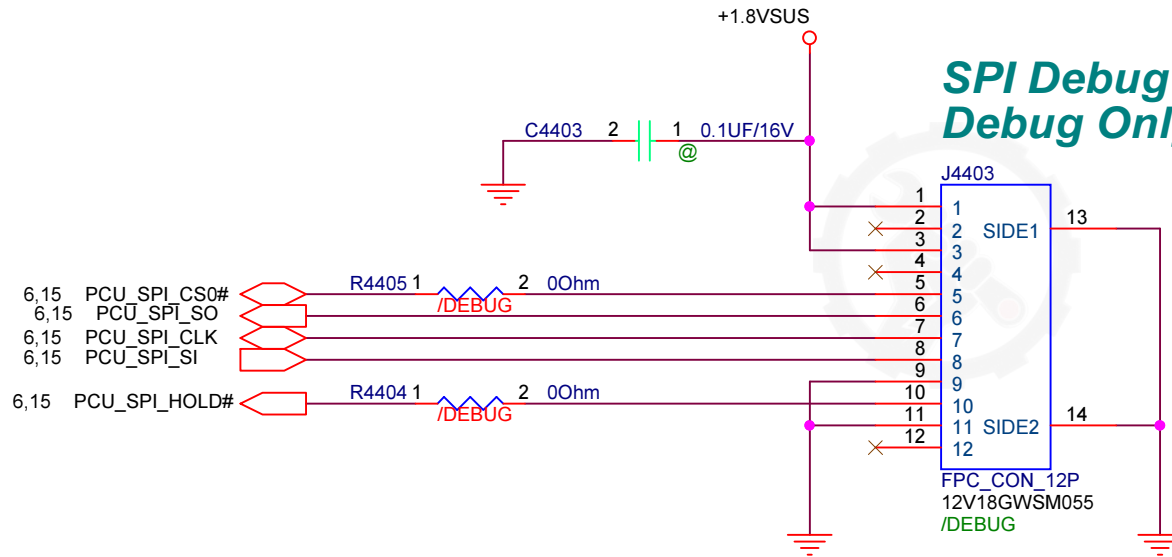 +1.8VSUS
SPI Debug
Debug Only
C4403 2 1 0.1UF/16V
@
J4403
1 1
2 2 SIDE1 13
3 3
4 4
6,15 PCU_SPI_CS0# R4405 1 2 0Ohm 5 5
/DEBUG
6,15 PCU_SPI_SO 6 6
6,15 PCU_SPI_CLK 7 7
6,15 PCU_SPI_SI 8 8
9 9
6,15 PCU_SPI_HOLD# R4404 1 2 0Ohm 10 10
/DEBUG
11 11 SIDE2 14
12 12
FPC_CON_12P
12V18GWSM055
/DEBUG